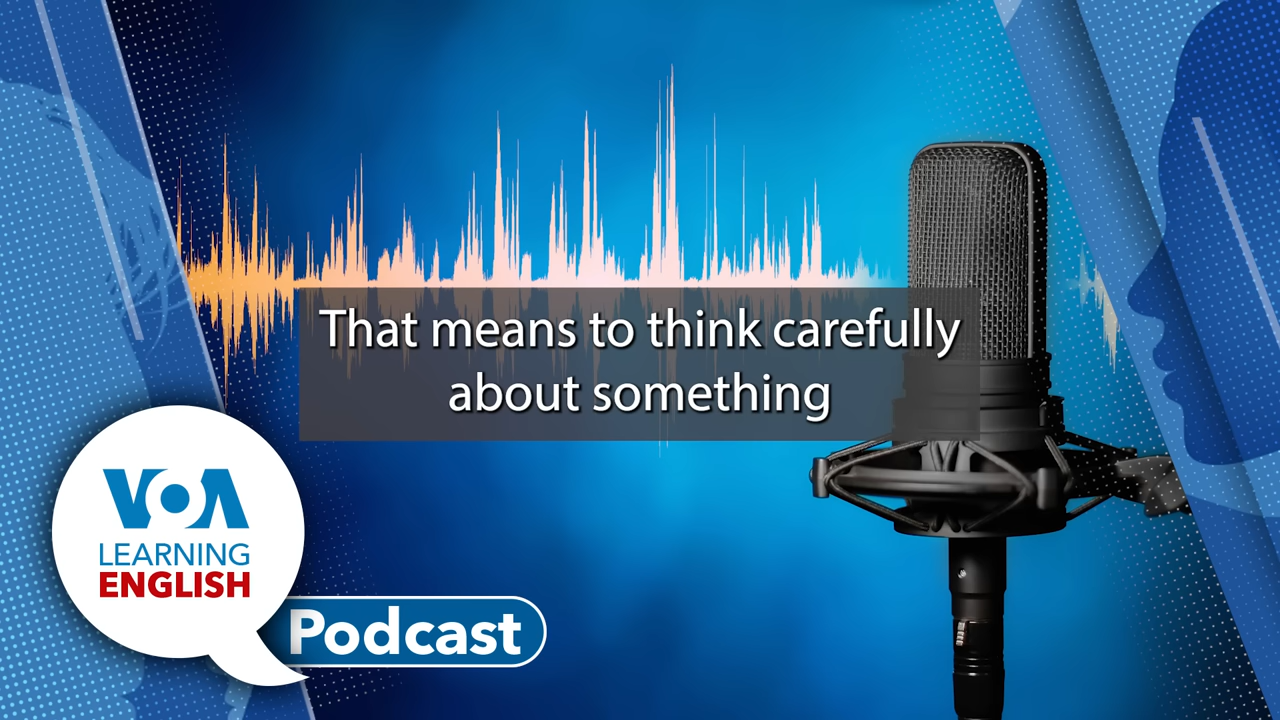 That means to think carefully
about something
VOA
LEARNING
ENGLISH
Podcast